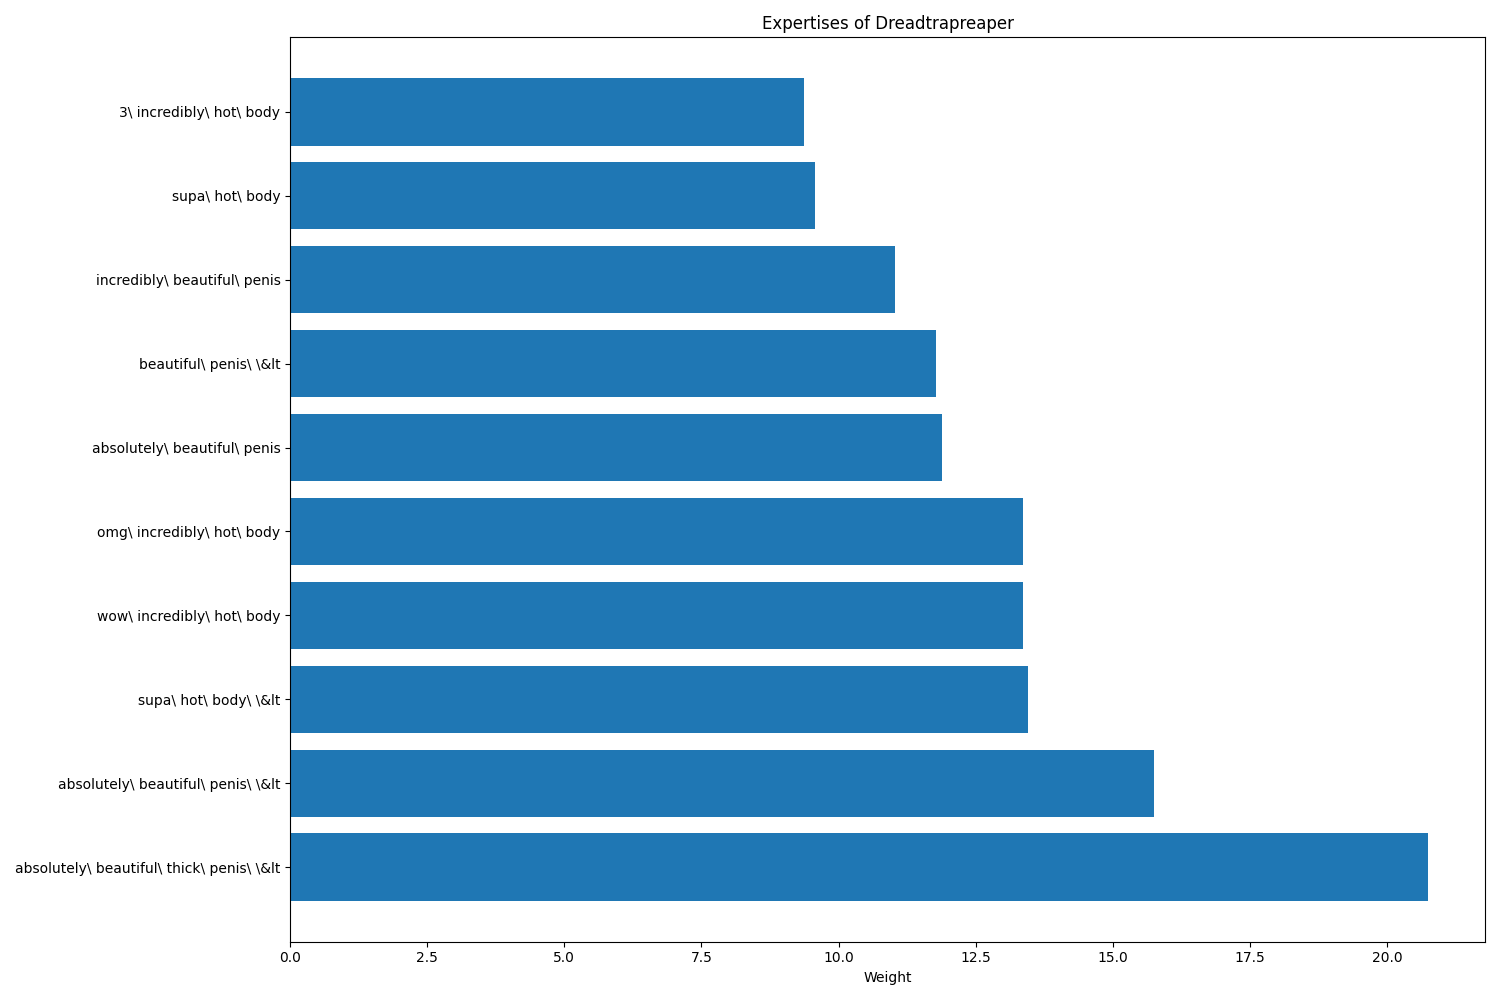 Expertises of Dreadtrapreaper
3\ incredibly\ hot\ body
supa\ hot\ body
incredibly\ beautiful\ penis
beautiful\ penis\ \&lt
absolutely\ beautiful\ penis
omg\ incredibly\ hot\ body
wow\ incredibly\ hot\ body
supa\ hot\ body\ \&lt
absolutely\ beautiful\ penis\ \&lt
absolutely\ beautiful\ thick\ penis\ \&lt
0.0 2.5 5.0 7.5 10.0 12.5 15.0 17.5 20.0
Weight